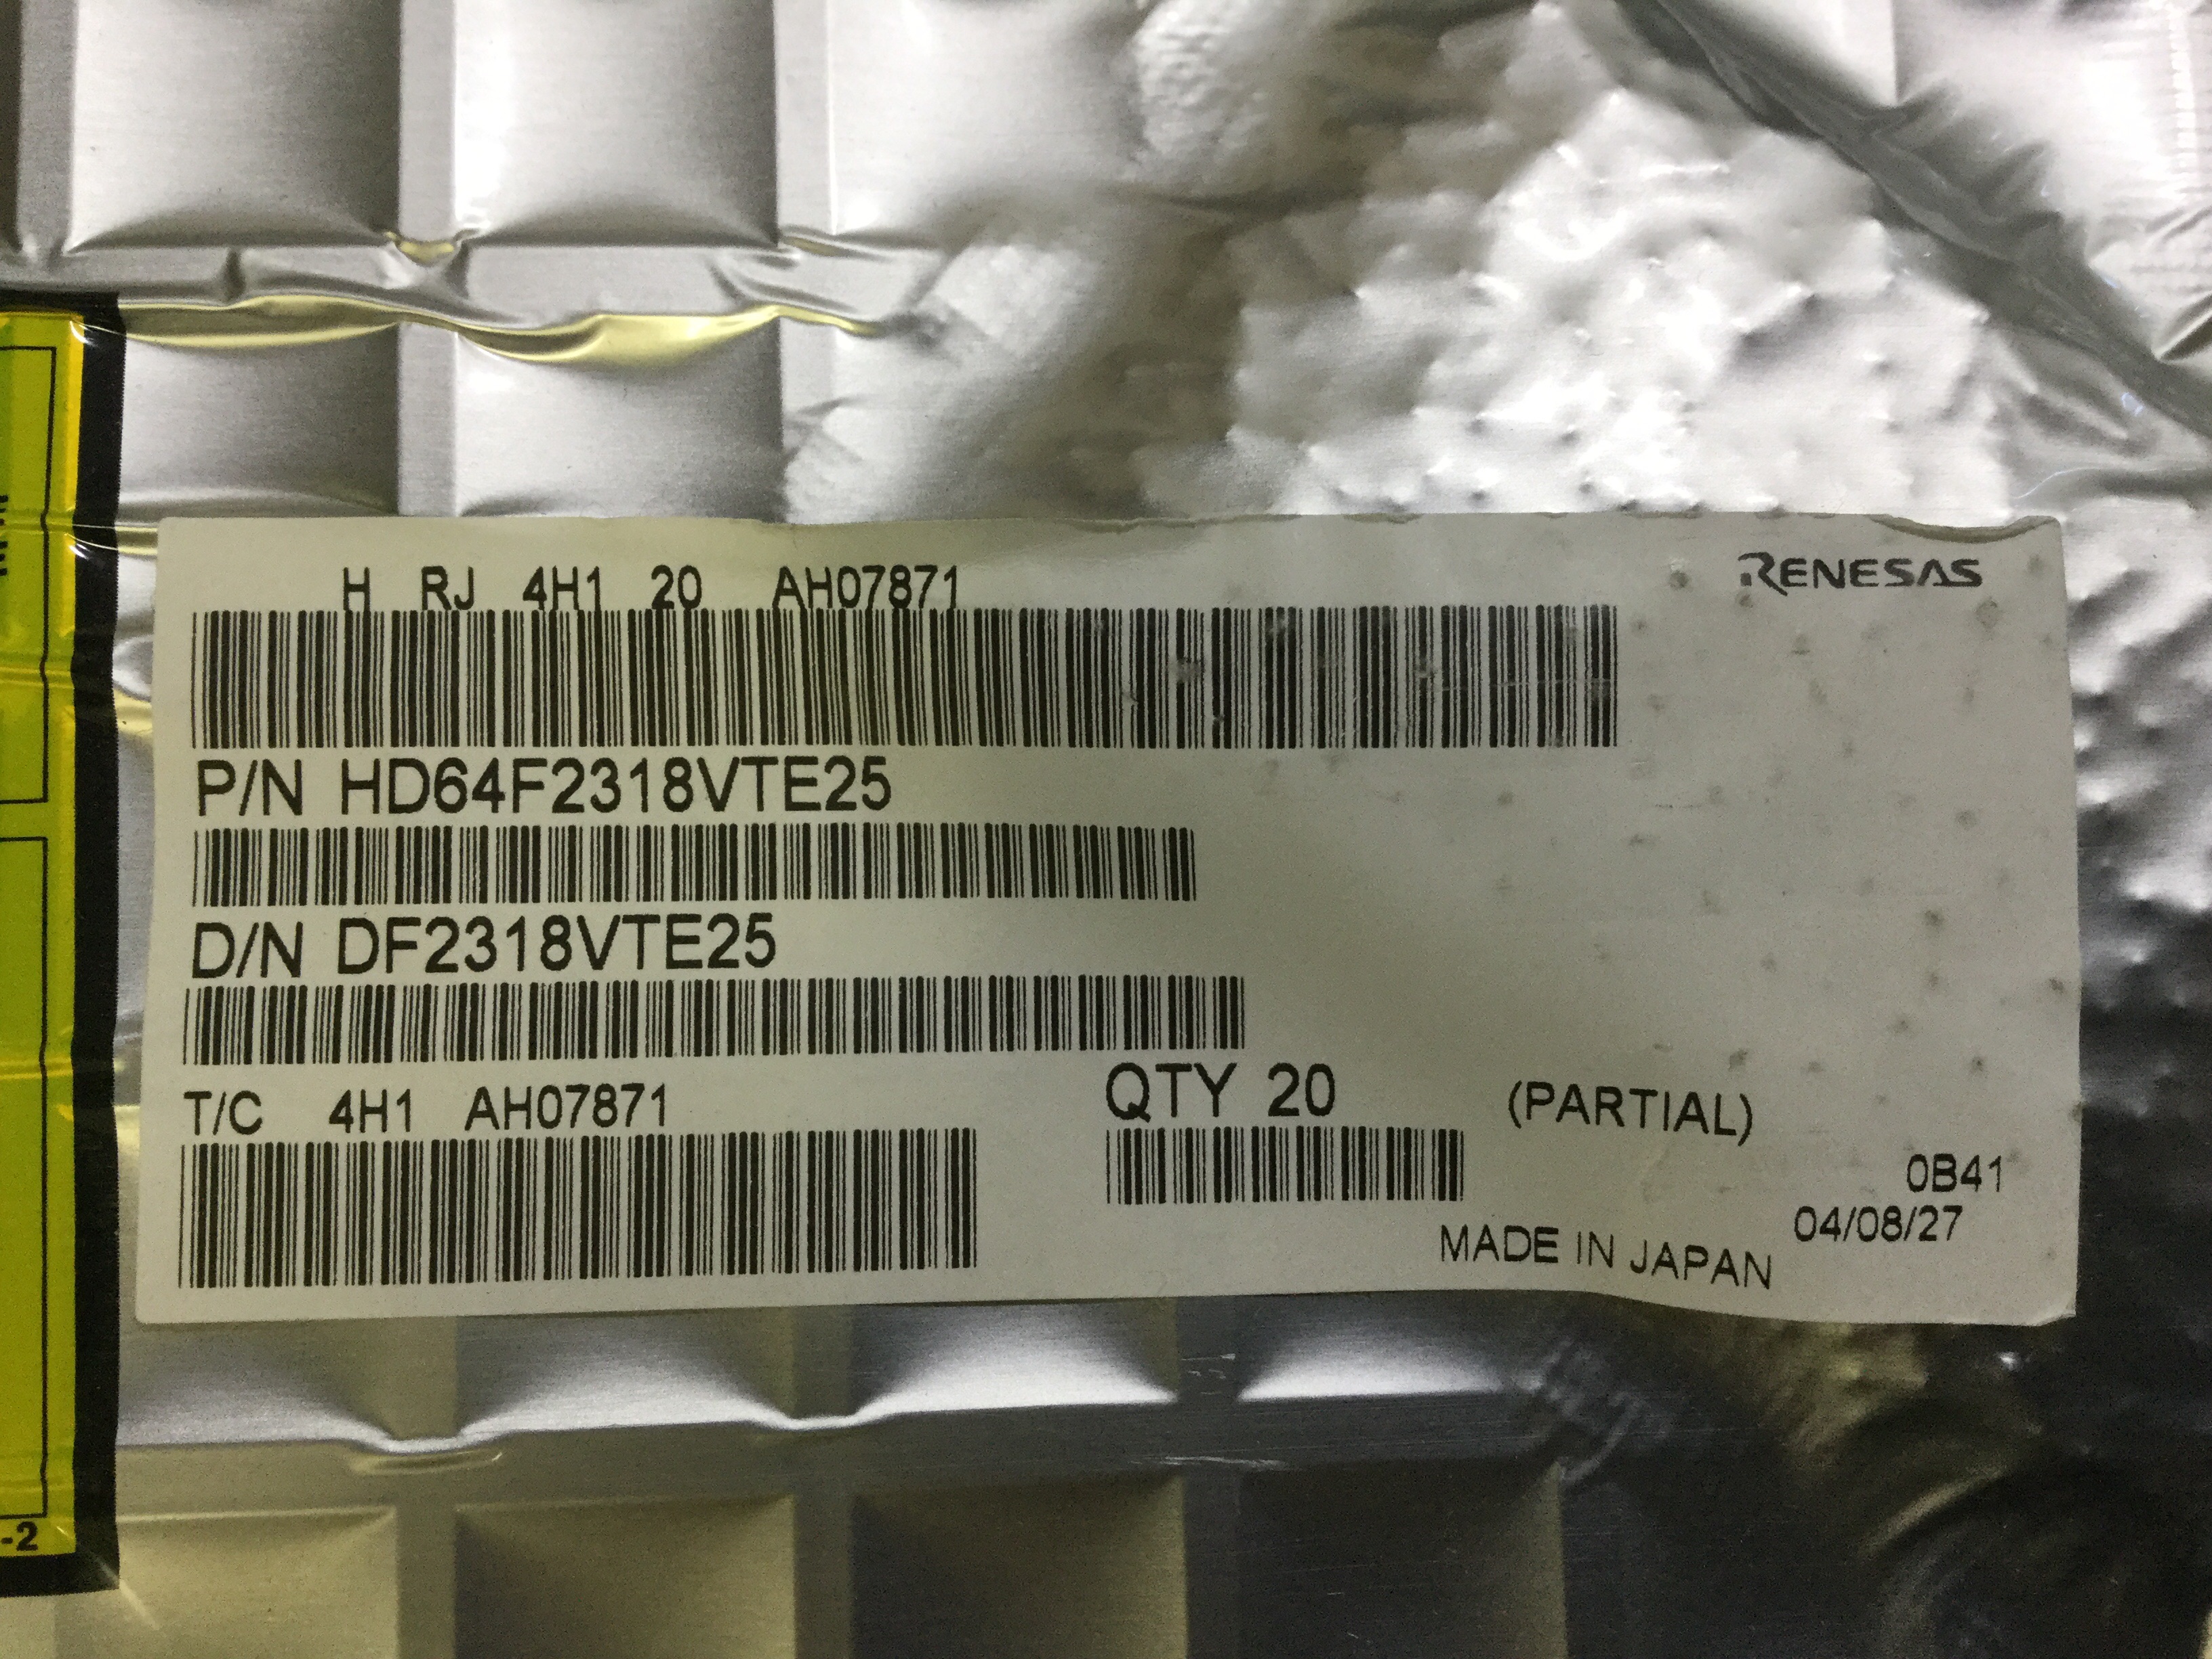 RENESAS
H RJ 4H1 20 AH07871
P/N HD64F2318VTE25
D/N DF2318VTE25
T/C 4H1 AH07871
QTY 20 (PARTIAL)
0B41
04/08/27
MADE IN JAPAN
-2